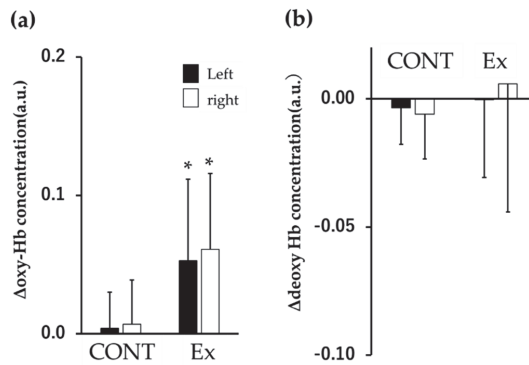 (a)
Δoxy-Hb concentration(a.u.)
0.2
0.1
0.0
Left
right
* *
CONT Ex
(b)
Δdeoxy Hb concentration(a.u.)
CONT Ex
0.00
-0.05
-0.10